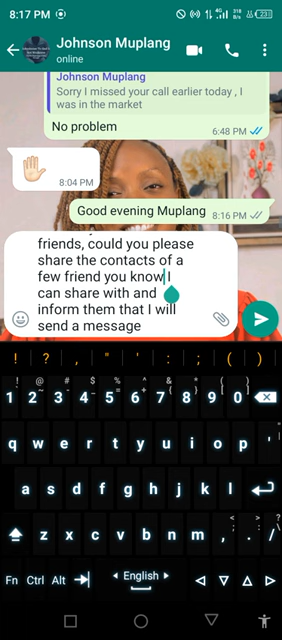 8:17 PM
4G
318 B/s
23
Johnson Muplang
online
Johnson Muplang
Sorry I missed your call earlier today , I
was in the market
No problem
6:48 PM
8:04 PM
Good evening Muplang
8:16 PM
friends, could you please
share the contacts of a
few friend you know I
can share with and
inform them that I will
send a message
! ? , " ' : ; ( )
! @ # $ % ^ & * ( )
1 2 3 4 5 6 7 8 9 0
q w e r t y u i o p '
a s d f g h j k l
z x c v b n m , . /
Fn Ctrl Alt English